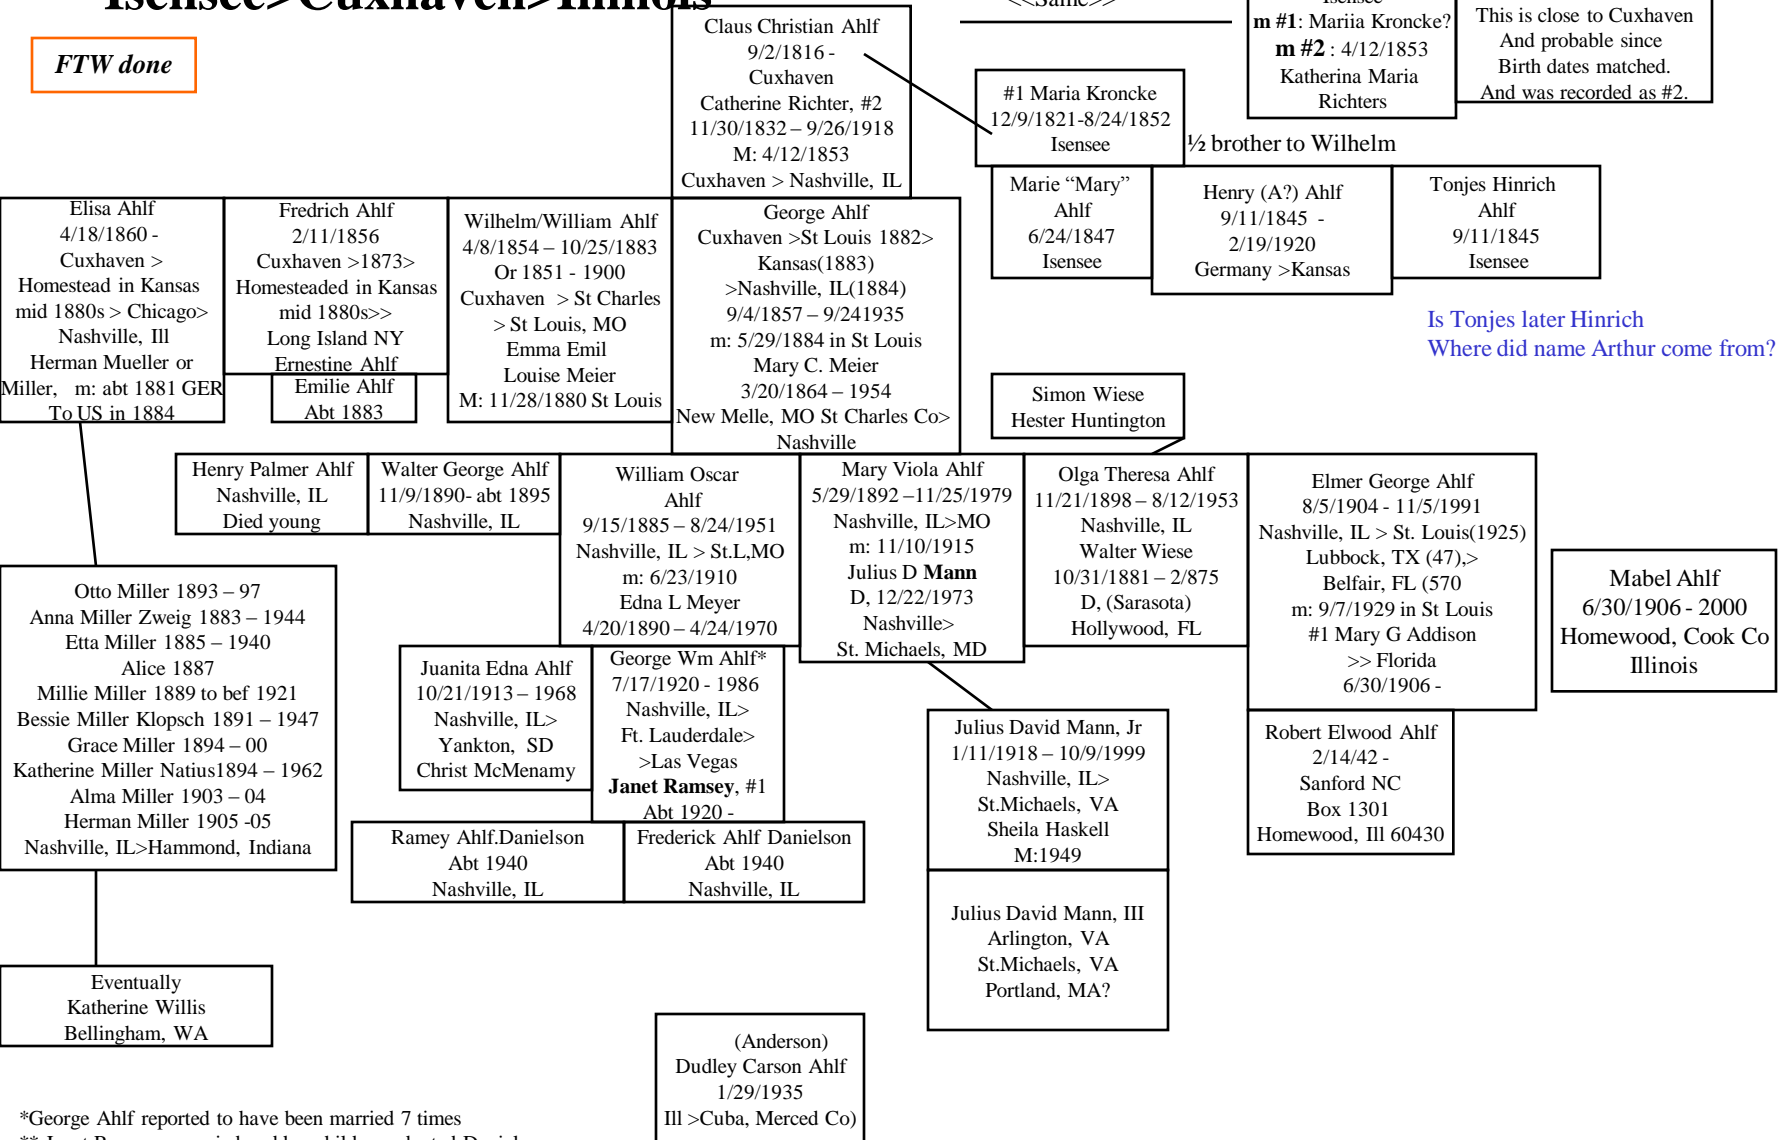 Isensee>Cuxhaven>Illinois
FTW done
<<Same>>
Isensee
m #1: Mariia Kroncke?
m #2 : 4/12/1853
Katherina Maria
Richters
This is close to Cuxhaven
And probable since
Birth dates matched.
And was recorded as #2.
Claus Christian Ahlf
9/2/1816 -
Cuxhaven
Catherine Richter, #2
11/30/1832 – 9/26/1918
M: 4/12/1853
Cuxhaven > Nashville, IL
#1 Maria Kroncke
12/9/1821-8/24/1852
Isensee
½ brother to Wilhelm
Marie “Mary”
Ahlf
6/24/1847
Isensee
Henry (A?) Ahlf
9/11/1845 -
2/19/1920
Germany >Kansas
Tonjes Hinrich
Ahlf
9/11/1845
Isensee
Is Tonjes later Hinrich
Where did name Arthur come from?
Elisa Ahlf
4/18/1860 -
Cuxhaven >
Homestead in Kansas
mid 1880s > Chicago>
Nashville, Ill
Herman Mueller or
Miller, m: abt 1881 GER
To US in 1884
Fredrich Ahlf
2/11/1856
Cuxhaven >1873>
Homesteaded in Kansas
mid 1880s>>
Long Island NY
Ernestine Ahlf
Emilie Ahlf
Abt 1883
Wilhelm/William Ahlf
4/8/1854 – 10/25/1883
Or 1851 - 1900
Cuxhaven > St Charles
> St Louis, MO
Emma Emil
Louise Meier
M: 11/28/1880 St Louis
George Ahlf
Cuxhaven >St Louis 1882>
Kansas(1883)
>Nashville, IL(1884)
9/4/1857 – 9/241935
m: 5/29/1884 in St Louis
Mary C. Meier
3/20/1864 – 1954
New Melle, MO St Charles Co>
Nashville
Simon Wiese
Hester Huntington
Henry Palmer Ahlf
Nashville, IL
Died young
Walter George Ahlf
11/9/1890- abt 1895
Nashville, IL
William Oscar
Ahlf
9/15/1885 – 8/24/1951
Nashville, IL > St.L,MO
m: 6/23/1910
Edna L Meyer
4/20/1890 – 4/24/1970
Mary Viola Ahlf
5/29/1892 –11/25/1979
Nashville, IL>MO
m: 11/10/1915
Julius D Mann
D, 12/22/1973
Nashville>
St. Michaels, MD
Olga Theresa Ahlf
11/21/1898 – 8/12/1953
Nashville, IL
Walter Wiese
10/31/1881 – 2/875
D, (Sarasota)
Hollywood, FL
Elmer George Ahlf
8/5/1904 - 11/5/1991
Nashville, IL > St. Louis(1925)
Lubbock, TX (47),>
Belfair, FL (570
m: 9/7/1929 in St Louis
#1 Mary G Addison
>> Florida
6/30/1906 -
Mabel Ahlf
6/30/1906 - 2000
Homewood, Cook Co
Illinois
Otto Miller 1893 – 97
Anna Miller Zweig 1883 – 1944
Etta Miller 1885 – 1940
Alice 1887
Millie Miller 1889 to bef 1921
Bessie Miller Klopsch 1891 – 1947
Grace Miller 1894 – 00
Katherine Miller Natius1894 – 1962
Alma Miller 1903 – 04
Herman Miller 1905 -05
Nashville, IL>Hammond, Indiana
Juanita Edna Ahlf
10/21/1913 – 1968
Nashville, IL>
Yankton, SD
Christ McMenamy
George Wm Ahlf*
7/17/1920 - 1986
Nashville, IL>
Ft. Lauderdale>
>Las Vegas
Janet Ramsey, #1
Abt 1920 -
Julius David Mann, Jr
1/11/1918 – 10/9/1999
Nashville, IL>
St.Michaels, VA
Sheila Haskell
M:1949
Robert Elwood Ahlf
2/14/42 -
Sanford NC
Box 1301
Homewood, Ill 60430
Ramey Ahlf.Danielson
Abt 1940
Nashville, IL
Frederick Ahlf Danielson
Abt 1940
Nashville, IL
Julius David Mann, III
Arlington, VA
St.Michaels, VA
Portland, MA?
Eventually
Katherine Willis
Bellingham, WA
(Anderson)
Dudley Carson Ahlf
1/29/1935
Ill >Cuba, Merced Co)
*George Ahlf reported to have been married 7 times